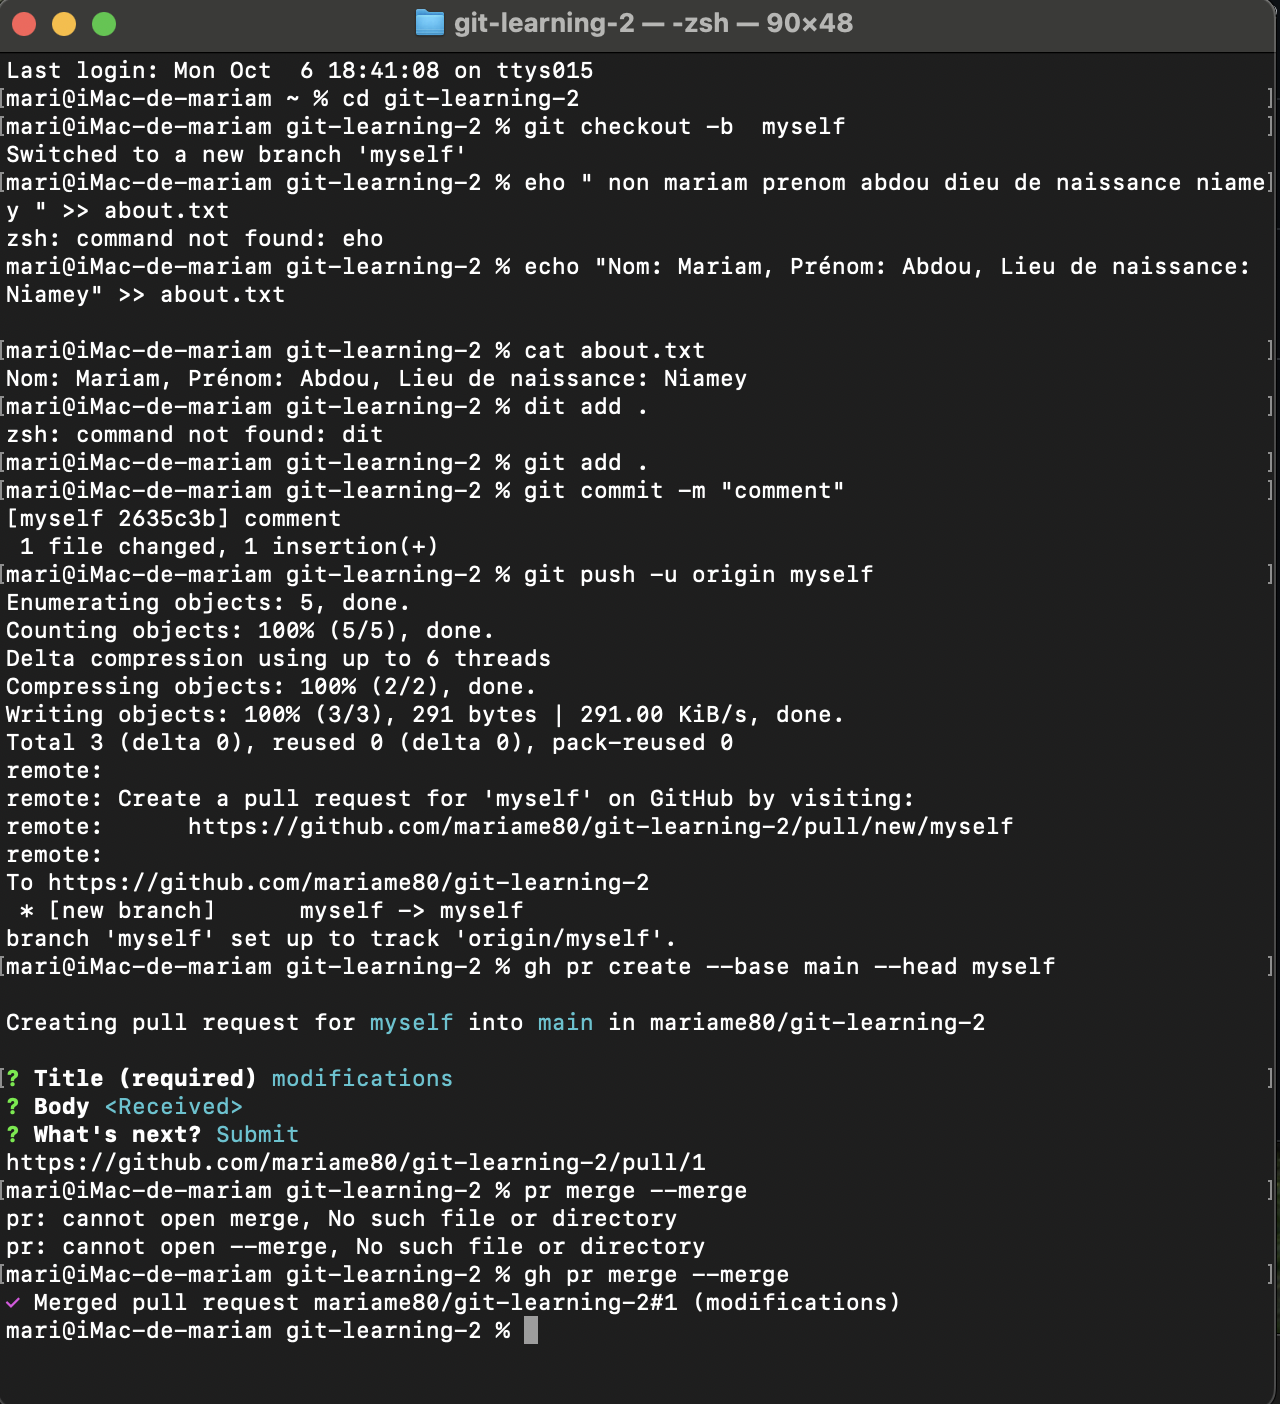 git-learning-2 — -zsh — 90×48
Last login: Mon Oct  6 18:41:08 on ttys015
[mari@iMac-de-mariam ~ % cd git-learning-2 ]
[mari@iMac-de-mariam git-learning-2 % git checkout -b  myself ]
Switched to a new branch 'myself'
[mari@iMac-de-mariam git-learning-2 % eho " non mariam prenom abdou dieu de naissance niame]
y " >> about.txt
zsh: command not found: eho
mari@iMac-de-mariam git-learning-2 % echo "Nom: Mariam, Prénom: Abdou, Lieu de naissance:
Niamey" >> about.txt
[mari@iMac-de-mariam git-learning-2 % cat about.txt ]
Nom: Mariam, Prénom: Abdou, Lieu de naissance: Niamey
[mari@iMac-de-mariam git-learning-2 % dit add . ]
zsh: command not found: dit
[mari@iMac-de-mariam git-learning-2 % git add . ]
[mari@iMac-de-mariam git-learning-2 % git commit -m "comment" ]
[myself 2635c3b] comment
 1 file changed, 1 insertion(+)
[mari@iMac-de-mariam git-learning-2 % git push -u origin myself ]
Enumerating objects: 5, done.
Counting objects: 100% (5/5), done.
Delta compression using up to 6 threads
Compressing objects: 100% (2/2), done.
Writing objects: 100% (3/3), 291 bytes | 291.00 KiB/s, done.
Total 3 (delta 0), reused 0 (delta 0), pack-reused 0
remote:
remote: Create a pull request for 'myself' on GitHub by visiting:
remote:      https://github.com/mariame80/git-learning-2/pull/new/myself
remote:
To https://github.com/mariame80/git-learning-2
 * [new branch]      myself -> myself
branch 'myself' set up to track 'origin/myself'.
[mari@iMac-de-mariam git-learning-2 % gh pr create --base main --head myself ]
Creating pull request for myself into main in mariame80/git-learning-2
[? Title (required) modifications ]
? Body <Received>
? What's next? Submit
https://github.com/mariame80/git-learning-2/pull/1
[mari@iMac-de-mariam git-learning-2 % pr merge --merge ]
pr: cannot open merge, No such file or directory
pr: cannot open --merge, No such file or directory
[mari@iMac-de-mariam git-learning-2 % gh pr merge --merge ]
✓ Merged pull request mariame80/git-learning-2#1 (modifications)
mari@iMac-de-mariam git-learning-2 %